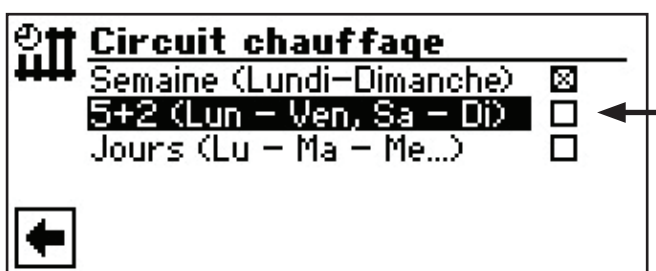 Circuit chauffage
Semaine (Lundi-Dimanche)
5+2 (Lun - Ven, Sa - Di)
Jours (Lu - Ma - Me...)